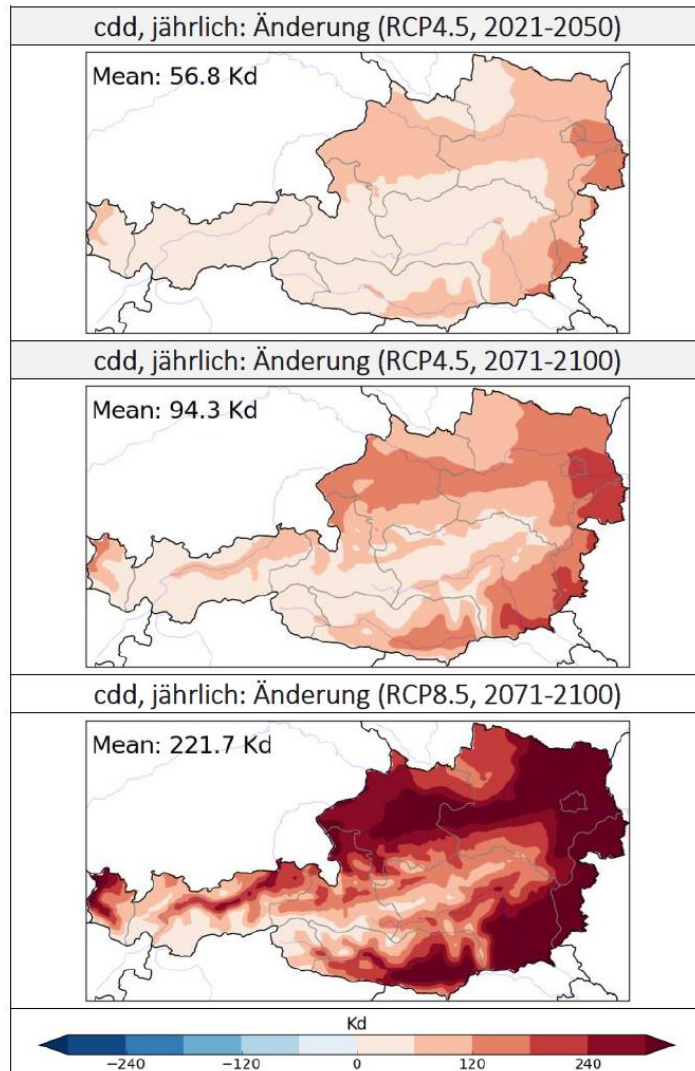 cdd, jährlich: Änderung (RCP4.5, 2021-2050)
Mean: 56.8 Kd
cdd, jährlich: Änderung (RCP4.5, 2071-2100)
Mean: 94.3 Kd
cdd, jährlich: Änderung (RCP8.5, 2071-2100)
Mean: 221.7 Kd
Kd
−240 −120 0 120 240